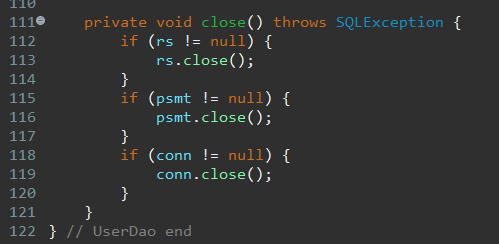 110
111    private void close() throws SQLException {
112        if (rs != null) {
113            rs.close();
114        }
115        if (psmt != null) {
116            psmt.close();
117        }
118        if (conn != null) {
119            conn.close();
120        }
121    }
122 } // UserDao end